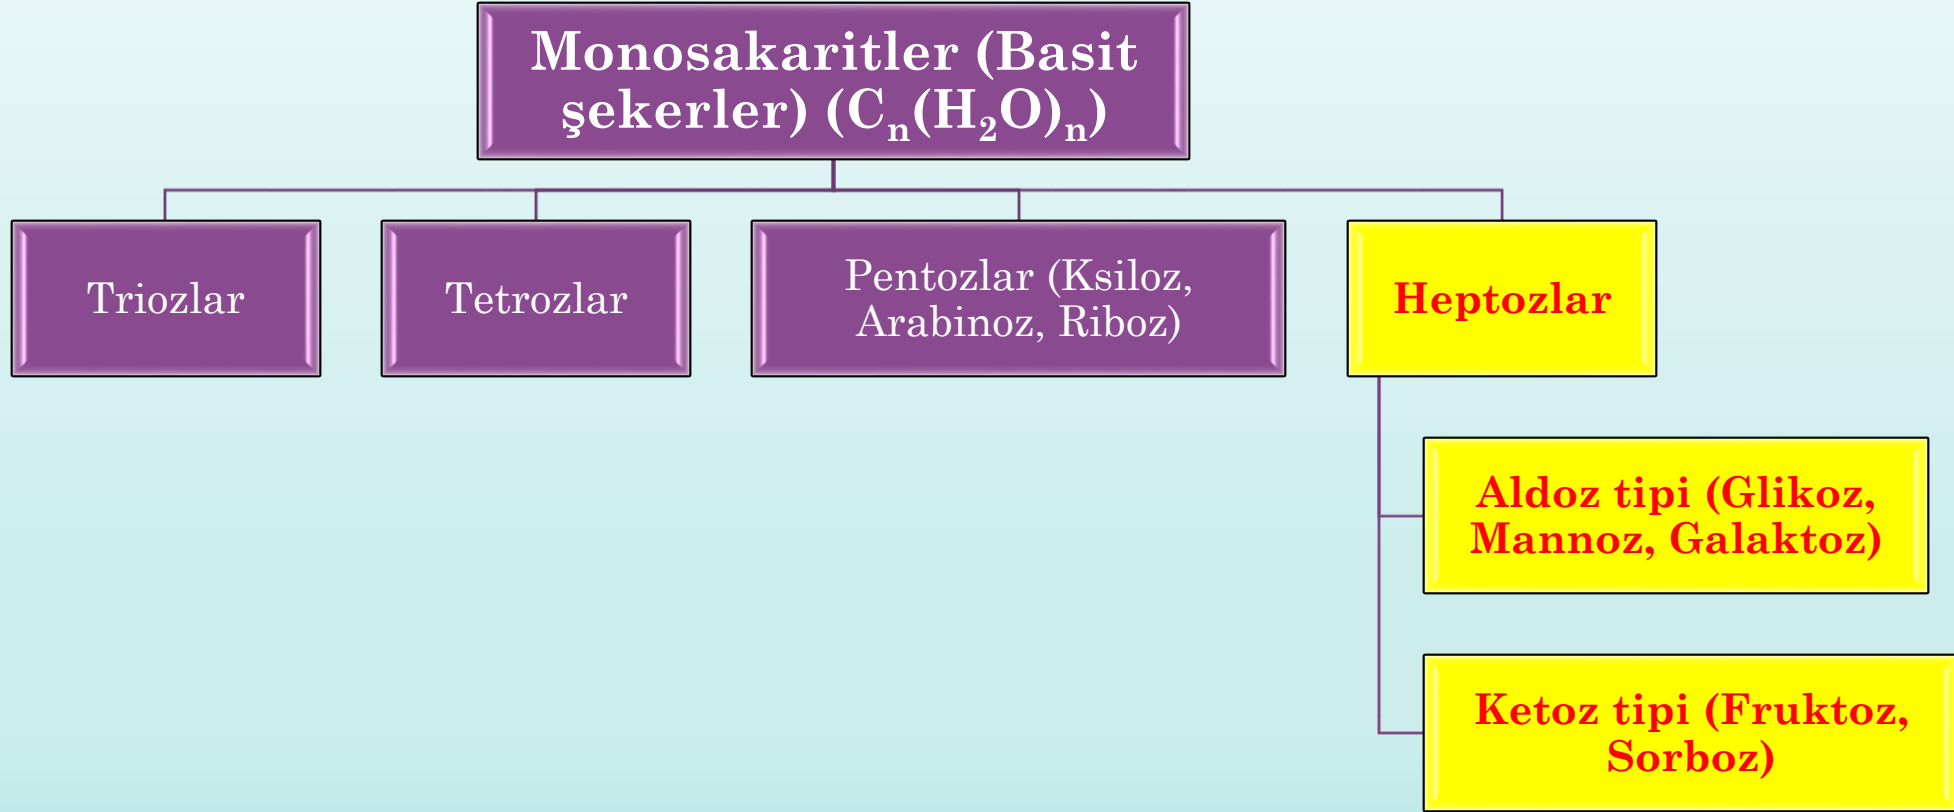 Monosakaritler (Basit
şekerler) (Cₙ(H₂O)ₙ)
Triozlar
Tetrozlar
Pentozlar (Ksiloz,
Arabinoz, Riboz)
Heptozlar
Aldoz tipi (Glikoz,
Mannoz, Galaktoz)
Ketoz tipi (Fruktoz,
Sorboz)